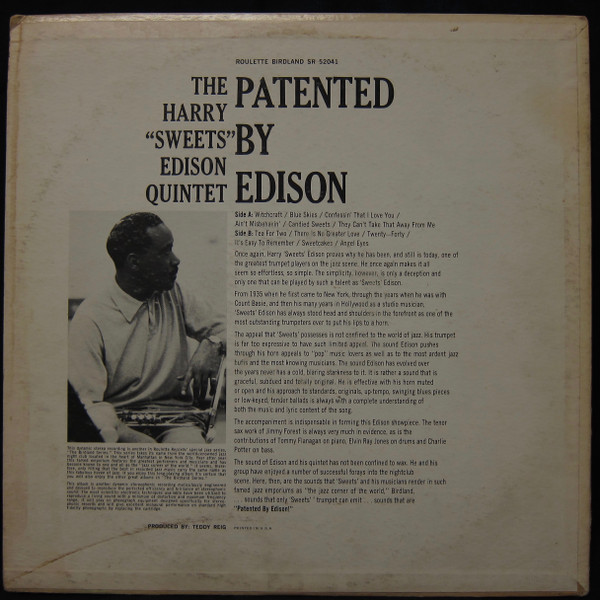 ROULETTE BIRDLAND SR 52041
THE HARRY "SWEETS" EDISON QUINTET
PATENTED BY EDISON
Side A: Witchcraft / Blue Skies / Confessin' That I Love You /
Ain't Misbehavin' / Candied Sweets / They Can't Take That Away From Me
Side B: Tea For Two / There Is No Greater Love / Twenty-Forty /
It's Easy To Remember / Sweetcakes / Angel Eyes
Once again, Harry 'Sweets' Edison proves why he has been, and still is today, one of
the greatest trumpet players on the jazz scene. He once again makes it all
seem so effortless, so simple. The simplicity, however, is only a deception and
only one that can be played by such a talent as 'Sweets' Edison.
From 1936 when he first came to New York, through the years when he was with
Count Basie, and then his many years in Hollywood as a studio musician,
'Sweets' Edison has always stood head and shoulders in the forefront as one of the
most outstanding trumpeters ever to put his lips to a horn.
The appeal that 'Sweets' possesses is not confined to the world of jazz. His trumpet
is far too expressive to have such limited appeal. The sound Edison pushes
through his horn appeals to "pop" music lovers as well as to the most ardent jazz
buffs and the most knowing musicians. The sound Edison has evolved over
the years never has a cold, blaring starkness to it. It is rather a sound that is
graceful, subdued and totally original. He is effective with his horn muted
or open and his approach to standards, originals, up-tempo, swinging blues pieces
or low-keyed, tender ballads is always with a complete understanding of
both the music and lyric content of the song.
The accompaniment is indispensable in forming this Edison showpiece. The tenor
sax work of Jimmy Forest is always very much in evidence, as is the
contributions of Tommy Flanagan on piano, Elvin Ray Jones on drums and Charlie
Potter on bass.
The sound of Edison and his quintet has not been confined to wax. He and his
group have enjoyed a number of successful forays into the nightclub
scene. Here, then, are the sounds that 'Sweets' and his musicians render in such
famed jazz emporiums as "the jazz corner of the world," Birdland.
. . . sounds that only 'Sweets'' trumpet can emit . . . sounds that are
"Patented By Edison!"
PRODUCED BY: TEDDY REIG
PRINTED IN U.S.A.